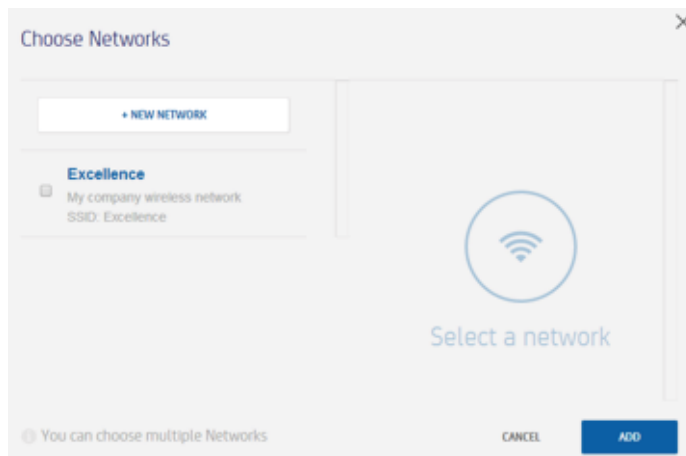 Choose Networks
+ NEW NETWORK
Excellence
My company wireless network
SSID: Excellence
Select a network
You can choose multiple Networks
CANCEL
ADD